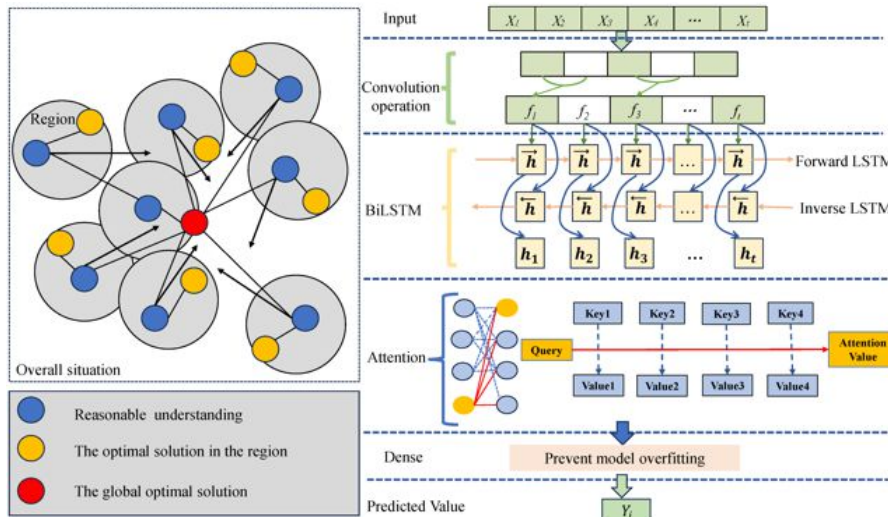 Region
Overall situation
Reasonable understanding
The optimal solution in the region
The global optimal solution
Input
X1 X2 X3 X4 ... Xt
Convolution
operation
f1 f2 f3 ... ft
BiLSTM
h h h ... h
Forward LSTM
h h h ... h
Inverse LSTM
h1 h2 h3 ... ht
Attention
Key1 Key2 Key3 Key4
Query
Attention
Value
Value1 Value2 Value3 Value4
Dense
Prevent model overfitting
Predicted Value
Yt